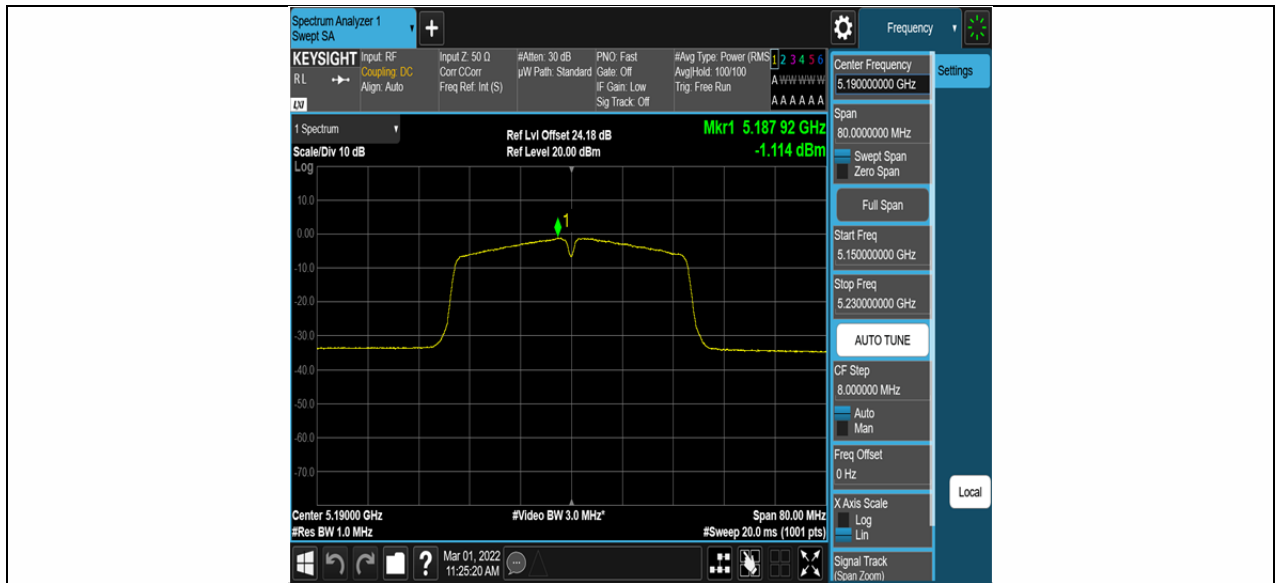 Spectrum Analyzer 1
Swept SA
+
Frequency
KEYSIGHT
RL
LXI
Input: RF
Coupling: DC
Align: Auto
Input Z: 50 Ω
Corr CCorr
Freq Ref: Int (S)
#Atten: 30 dB
µW Path: Standard
PNO: Fast
Gate: Off
IF Gain: Low
Sig Track: Off
#Avg Type: Power (RMS
Avg|Hold: 100/100
Trig: Free Run
1 2 3 4 5 6
A W W W W W
A A A A A A
1 Spectrum
Scale/Div 10 dB
Log
Ref Lvl Offset 24.18 dB
Ref Level 20.00 dBm
Mkr1 5.187 92 GHz
-1.114 dBm
10.0
0.00
-10.0
-20.0
-30.0
-40.0
-50.0
-60.0
-70.0
1
Center 5.19000 GHz
#Res BW 1.0 MHz
#Video BW 3.0 MHz*
Span 80.00 MHz
#Sweep 20.0 ms (1001 pts)
?
Mar 01, 2022
11:25:20 AM
Center Frequency
5.190000000 GHz
Span
80.0000000 MHz
Swept Span
Zero Span
Full Span
Start Freq
5.150000000 GHz
Stop Freq
5.230000000 GHz
AUTO TUNE
CF Step
8.000000 MHz
Auto
Man
Freq Offset
0 Hz
X Axis Scale
Log
Lin
Signal Track
(Span Zoom)
Settings
Local